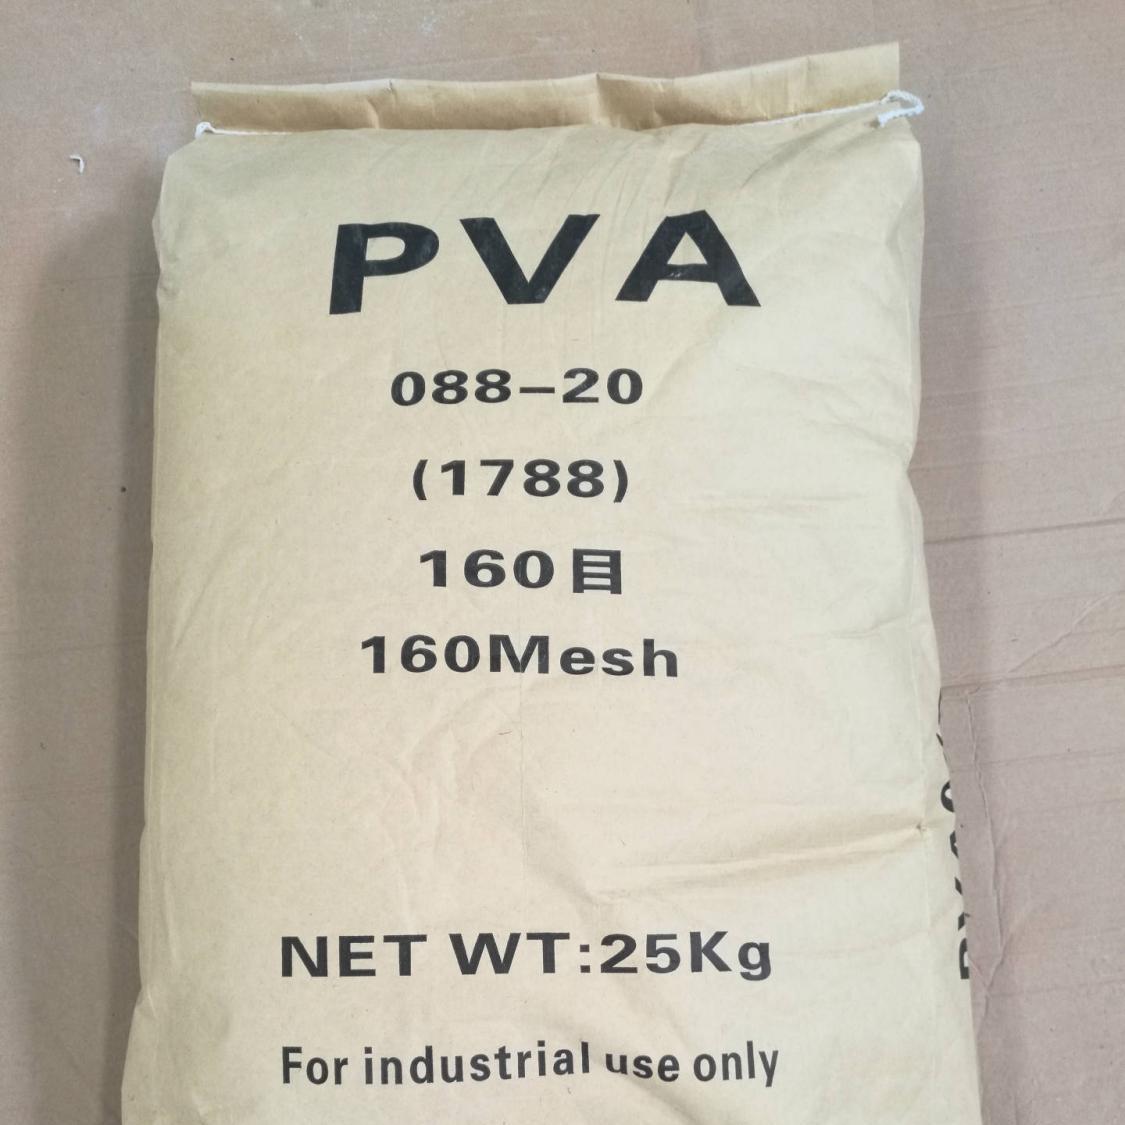 PVA
088-20
(1788)
160目
160Mesh
NET WT:25Kg
For industrial use only